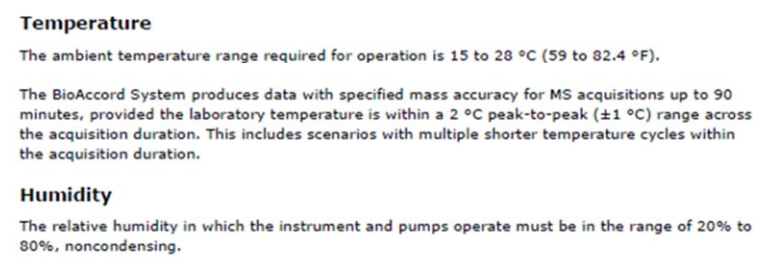 Temperature
The ambient temperature range required for operation is 15 to 28 °C (59 to 82.4 °F).
The BioAccord System produces data with specified mass accuracy for MS acquisitions up to 90
minutes, provided the laboratory temperature is within a 2 °C peak-to-peak (±1 °C) range across
the acquisition duration. This includes scenarios with multiple shorter temperature cycles within
the acquisition duration.
Humidity
The relative humidity in which the instrument and pumps operate must be in the range of 20% to
80%, noncondensing.